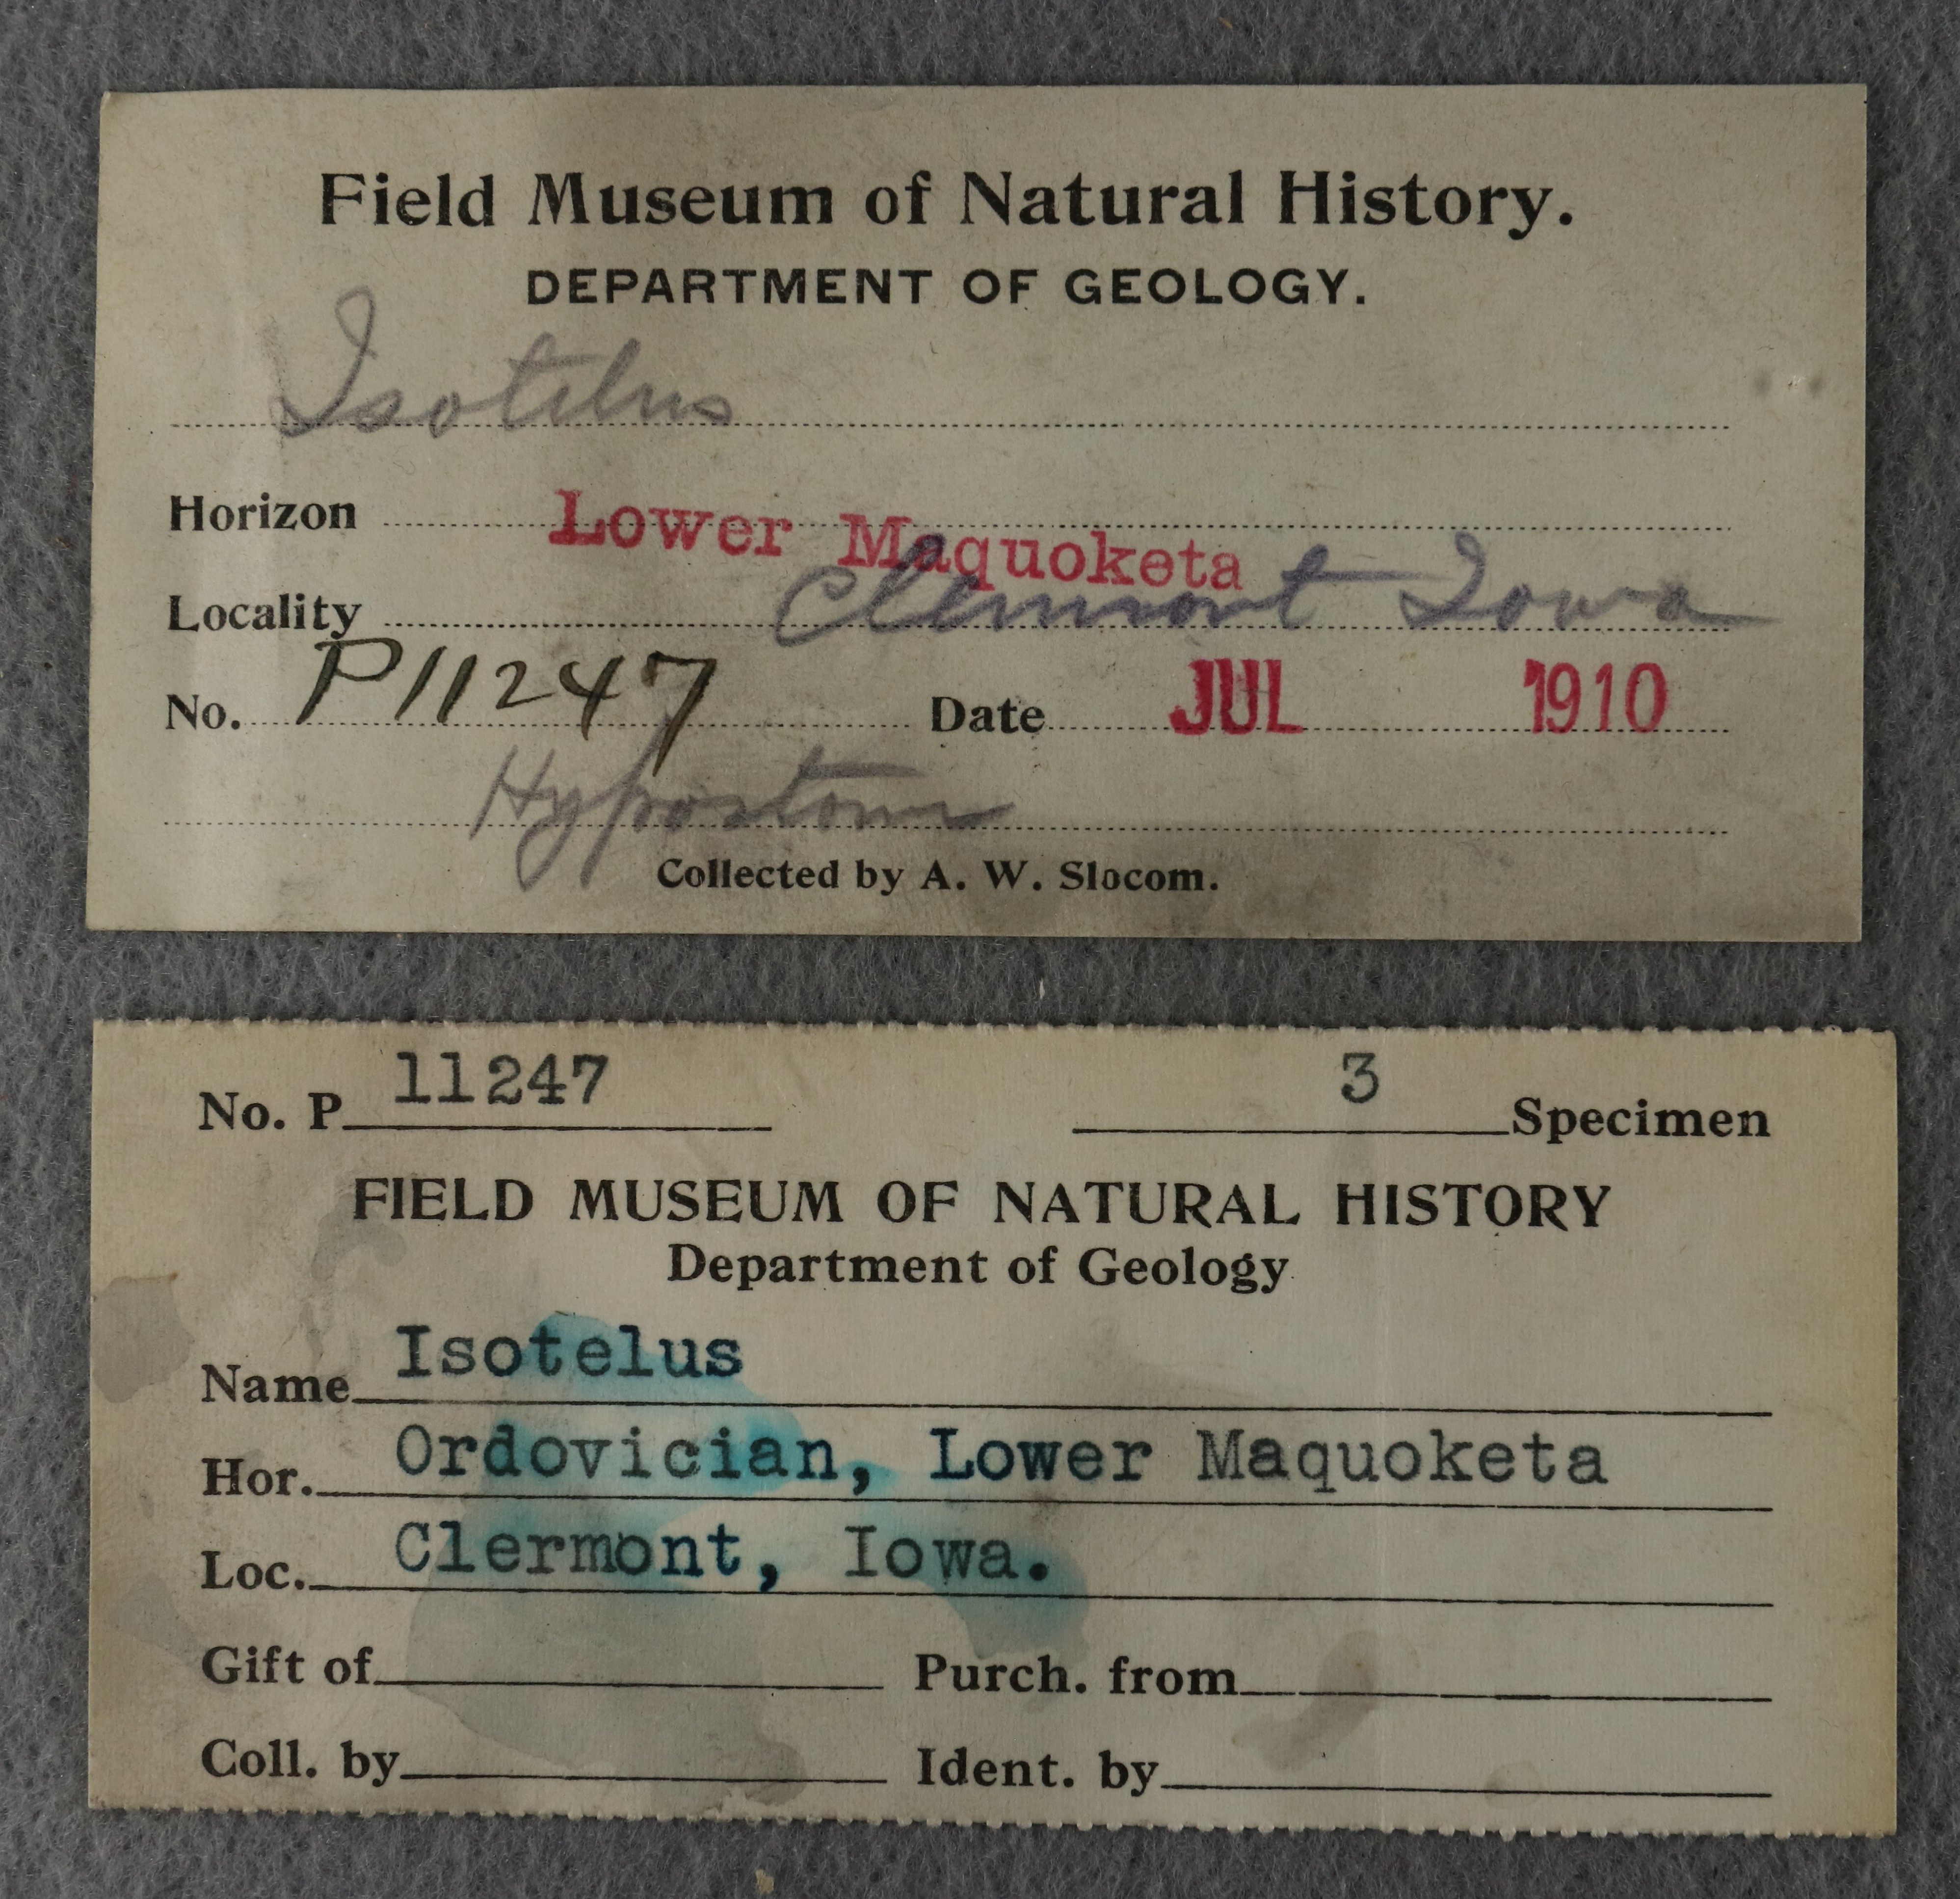 Field Museum of Natural History.
DEPARTMENT OF GEOLOGY.
Isotelus
Horizon Lower Maquoketa
Locality Clermont Iowa
No. P11247 Date JUL 1910
Hypostoma
Collected by A. W. Slocom.
No. P 11247 3 Specimen
FIELD MUSEUM OF NATURAL HISTORY
Department of Geology
Name Isotelus
Hor. Ordovician, Lower Maquoketa
Loc. Clermont, Iowa.
Gift of Purch. from
Coll. by Ident. by